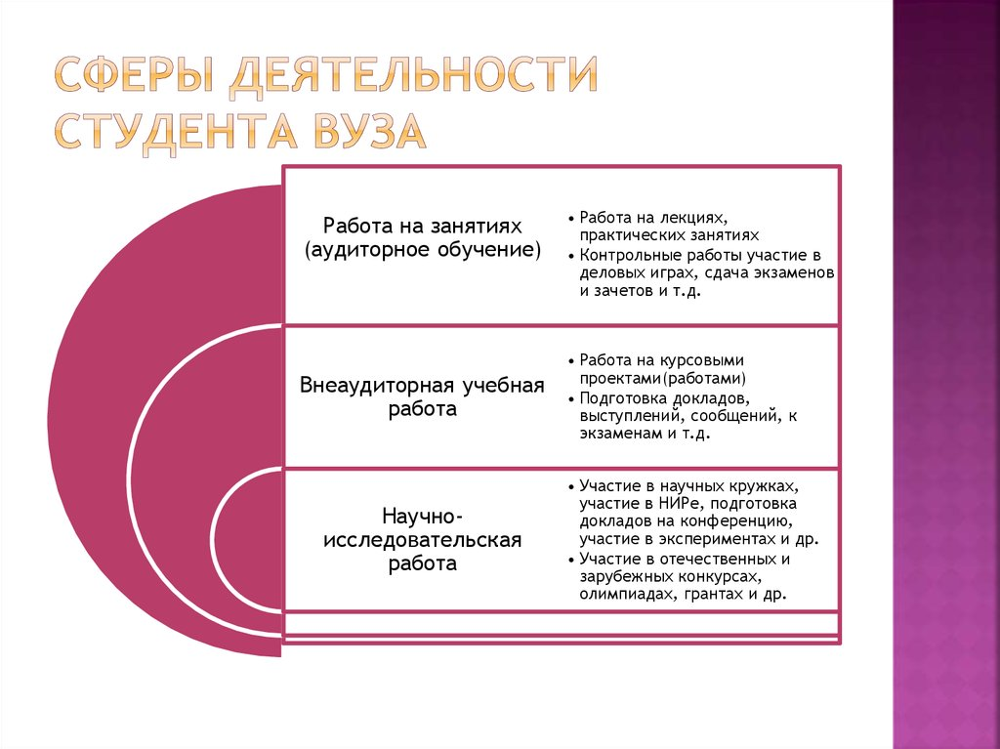 СФЕРЫ ДЕЯТЕЛЬНОСТИ
СТУДЕНТА ВУЗА
Работа на занятиях
(аудиторное обучение)
• Работа на лекциях,
практических занятиях
• Контрольные работы участие в
деловых играх, сдача экзаменов
и зачетов и т.д.
Внеаудиторная учебная
работа
• Работа на курсовыми
проектами(работами)
• Подготовка докладов,
выступлений, сообщений, к
экзаменам и т.д.
Научно-
исследовательская
работа
• Участие в научных кружках,
участие в НИРе, подготовка
докладов на конференцию,
участие в экспериментах и др.
• Участие в отечественных и
зарубежных конкурсах,
олимпиадах, грантах и др.